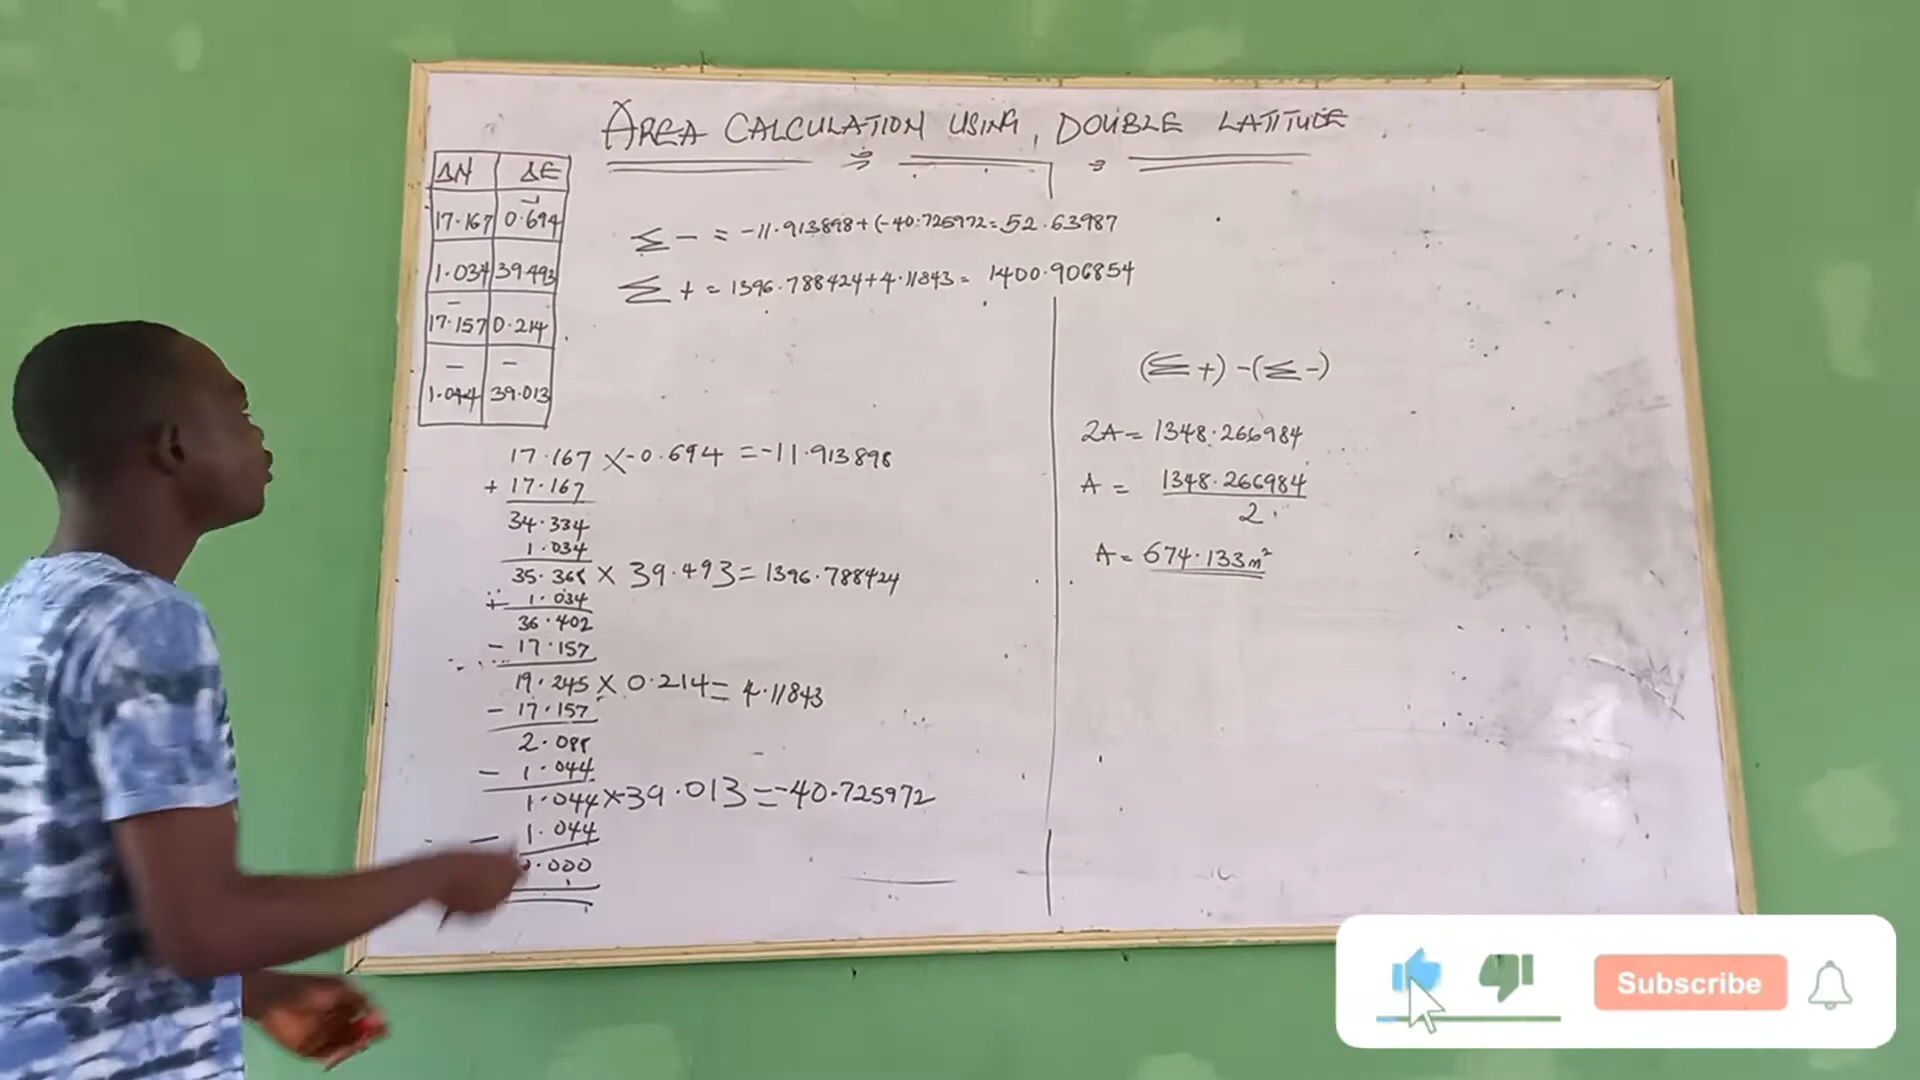 AREA CALCULATION USING, DOUBLE LATITUDE
ΔN ΔE
17.167 -0.694
1.034 39.493
-17.157 0.214
-1.044 -39.013
Σ- = -11.913898+(-40.725972=52.63987
Σ+ = 1396.788424+4.11843= 1400.906854
17.167 X-0.694 =-11.913898
+ 17.167
34.334
1.034
35.368 X 39.493=1396.788424
+ 1.034
36.402
- 17.157
19.245 X 0.214= 4.11843
- 17.157
2.088
- 1.044
1.044X-39.013=-40.725972
- 1.044
0.000
(Σ+)-(Σ-)
2A=1348.266984
A = 1348.266984
2
A= 674.133m²
Subscribe